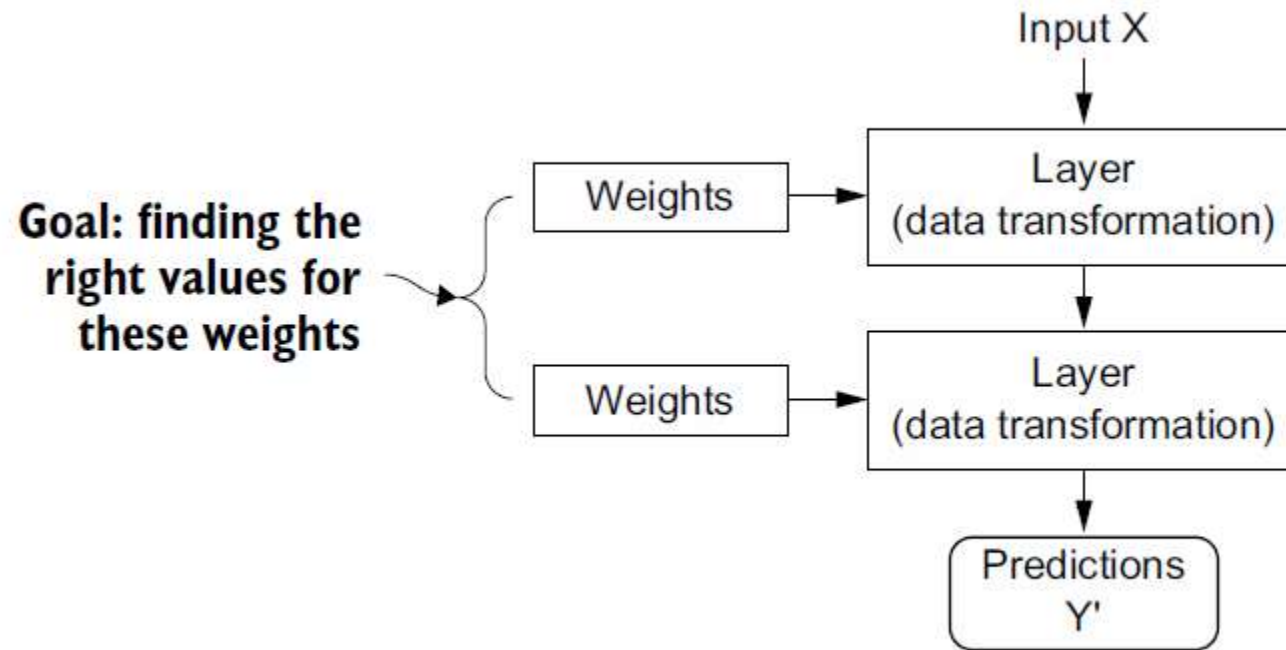 Input X
Layer
(data transformation)
Weights
Goal: finding the
right values for
these weights
Weights
Layer
(data transformation)
Predictions
Y'